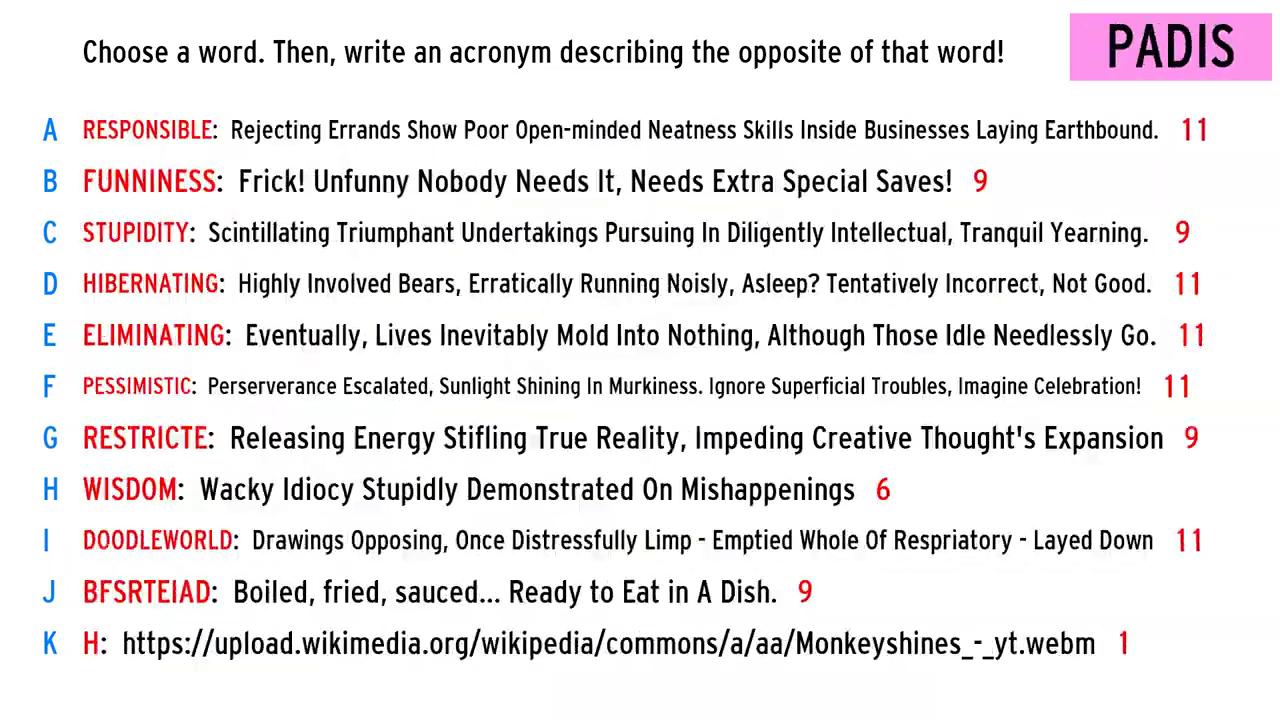 Choose a word. Then, write an acronym describing the opposite of that word!
PADIS
A RESPONSIBLE: Rejecting Errands Show Poor Open-minded Neatness Skills Inside Businesses Laying Earthbound. 11
B FUNNINESS: Frick! Unfunny Nobody Needs It, Needs Extra Special Saves! 9
C STUPIDITY: Scintillating Triumphant Undertakings Pursuing In Diligently Intellectual, Tranquil Yearning. 9
D HIBERNATING: Highly Involved Bears, Erratically Running Noisly, Asleep? Tentatively Incorrect, Not Good. 11
E ELIMINATING: Eventually, Lives Inevitably Mold Into Nothing, Although Those Idle Needlessly Go. 11
F PESSIMISTIC: Perserverance Escalated, Sunlight Shining In Murkiness. Ignore Superficial Troubles, Imagine Celebration! 11
G RESTRICTE: Releasing Energy Stifling True Reality, Impeding Creative Thought's Expansion 9
H WISDOM: Wacky Idiocy Stupidly Demonstrated On Mishappenings 6
I DOODLEWORLD: Drawings Opposing, Once Distressfully Limp - Emptied Whole Of Respriatory - Layed Down 11
J BFSRTEIAD: Boiled, fried, sauced... Ready to Eat in A Dish. 9
K H: https://upload.wikimedia.org/wikipedia/commons/a/aa/Monkeyshines_-_yt.webm 1